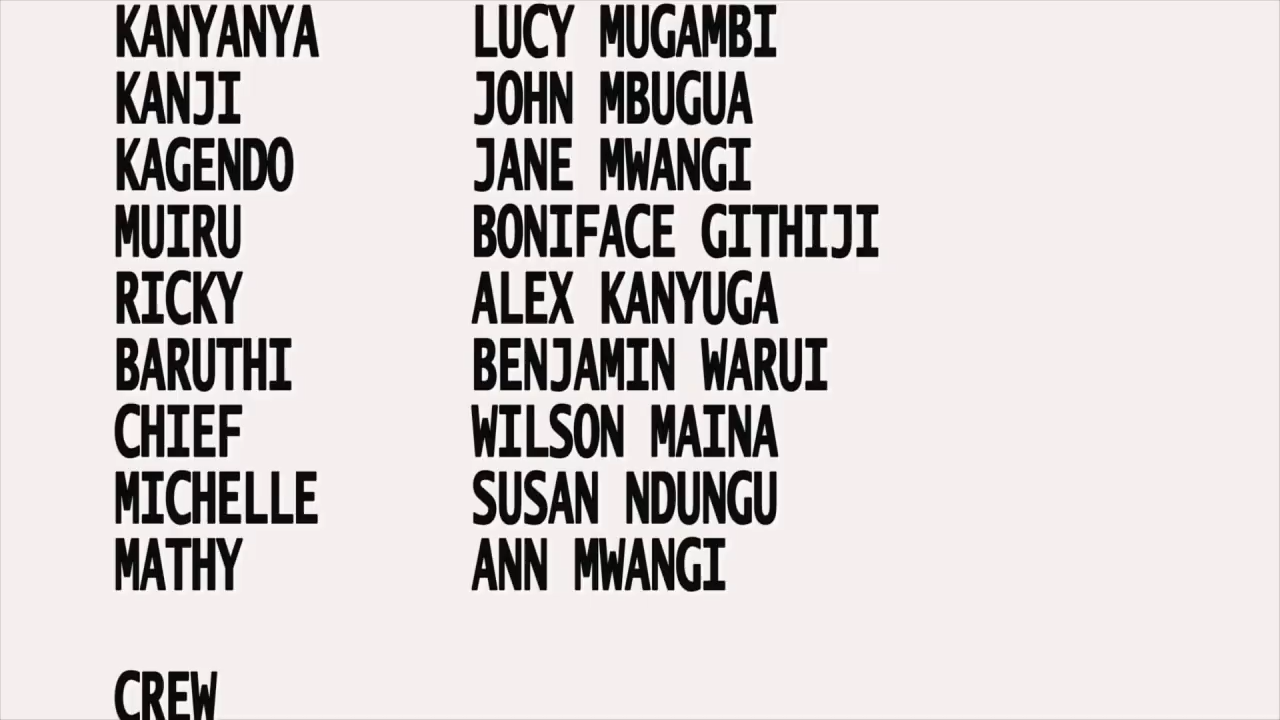 KANYANYA LUCY MUGAMBI
KANJI JOHN MBUGUA
KAGENDO JANE MWANGI
MUIRU BONIFACE GITHIJI
RICKY ALEX KANYUGA
BARUTHI BENJAMIN WARUI
CHIEF WILSON MAINA
MICHELLE SUSAN NDUNGU
MATHY ANN MWANGI
CREW